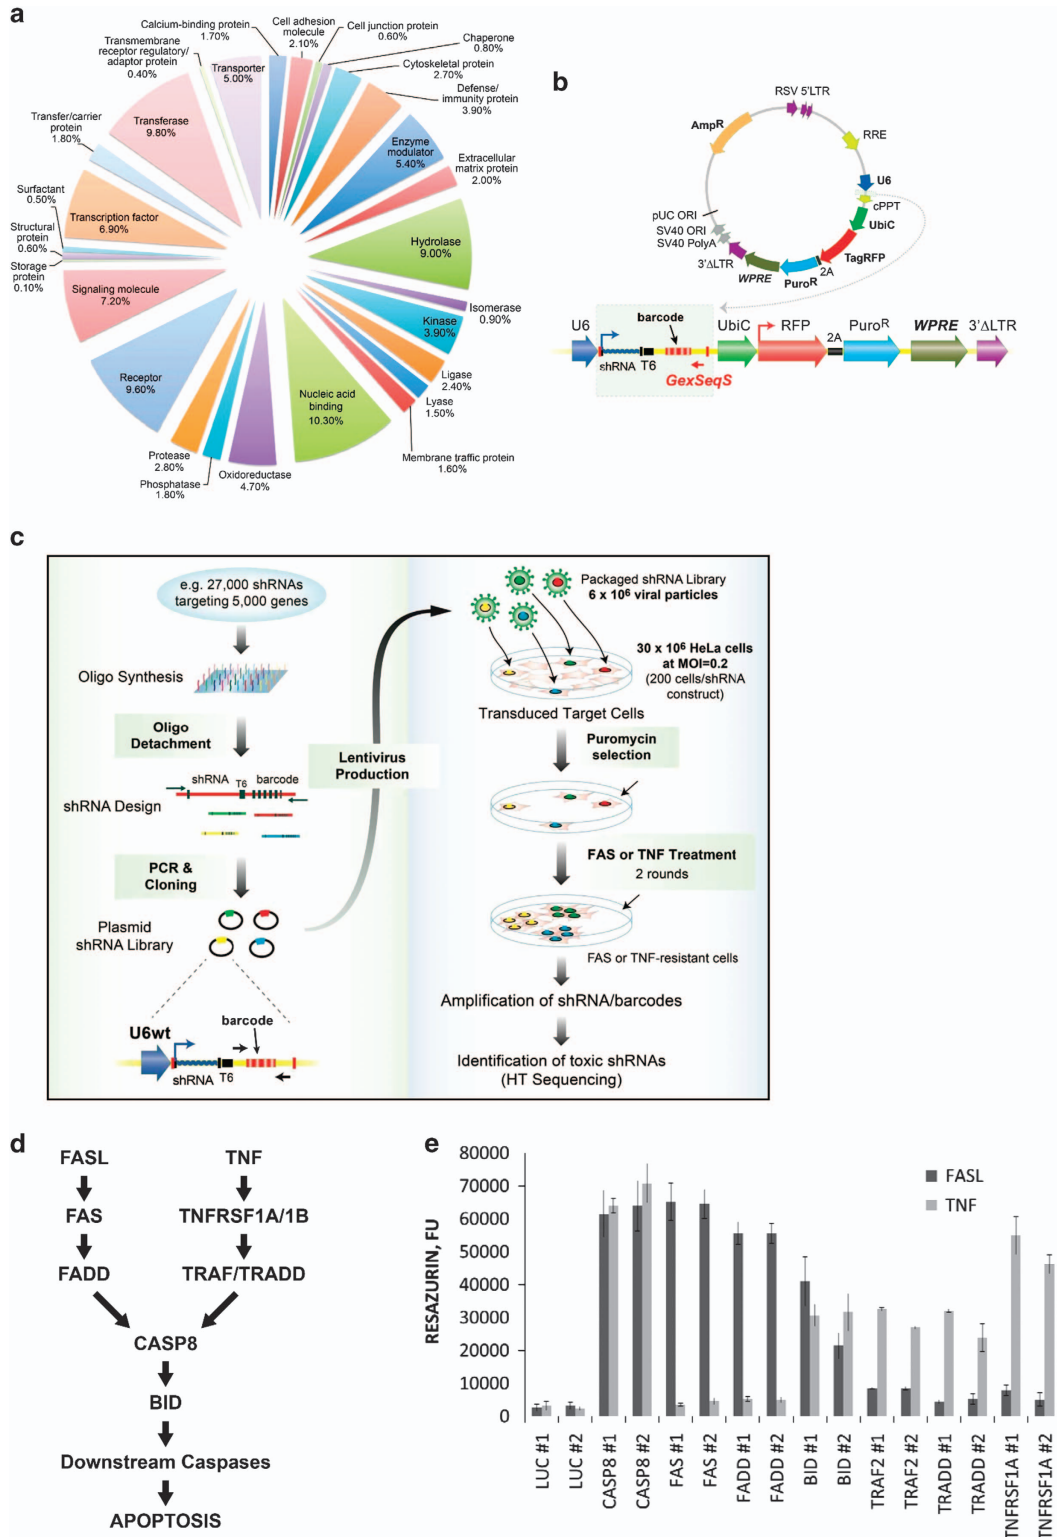 a
Calcium-binding protein
1.70%
Cell adhesion
molecule
2.10%
Cell junction protein
0.60%
Chaperone
0.80%
Cytoskeletal protein
2.70%
Defense/
immunity protein
3.90%
Enzyme
modulator
5.40%
Extracellular
matrix protein
2.00%
Hydrolase
9.00%
Isomerase
0.90%
Kinase
3.90%
Ligase
2.40%
Lyase
1.50%
Membrane traffic protein
1.60%
Nucleic acid
binding
10.30%
Oxidoreductase
4.70%
Phosphatase
1.80%
Protease
2.80%
Receptor
9.60%
Signaling molecule
7.20%
Storage
protein
0.10%
Structural
protein
0.60%
Surfactant
0.50%
Transcription factor
6.90%
Transfer/carrier
protein
1.80%
Transferase
9.80%
Transmembrane
receptor regulatory/
adaptor protein
0.40%
Transporter
5.00%
b
RSV 5'LTR
RRE
U6
cPPT
UbiC
TagRFP
2A
PuroR
WPRE
3'ΔLTR
SV40 PolyA
SV40 ORI
pUC ORI
AmpR
U6
barcode
UbiC
RFP
2A
PuroR
WPRE
3'ΔLTR
shRNA
T6
GexSeqS
c
e.g. 27,000 shRNAs
targeting 5,000 genes
Oligo Synthesis
Oligo
Detachment
shRNA
T6
barcode
shRNA Design
PCR &
Cloning
Plasmid
shRNA Library
U6wt
barcode
shRNA
T6
Lentivirus
Production
Packaged shRNA Library
6 x 10⁶ viral particles
30 x 10⁶ HeLa cells
at MOI=0.2
(200 cells/shRNA
construct)
Transduced Target Cells
Puromycin
selection
FAS or TNF Treatment
2 rounds
FAS or TNF-resistant cells
Amplification of shRNA/barcodes
Identification of toxic shRNAs
(HT Sequencing)
d
FASL
TNF
FAS
TNFRSF1A/1B
FADD
TRAF/TRADD
CASP8
BID
Downstream Caspases
APOPTOSIS
e
RESAZURIN, FU
80000
70000
60000
50000
40000
30000
20000
10000
0
FASL
TNF
LUC #1
LUC #2
CASP8 #1
CASP8 #2
FAS #1
FAS #2
FADD #1
FADD #2
BID #1
BID #2
TRAF2 #1
TRAF2 #2
TRADD #1
TRADD #2
TNFRSF1A #1
TNFRSF1A #2